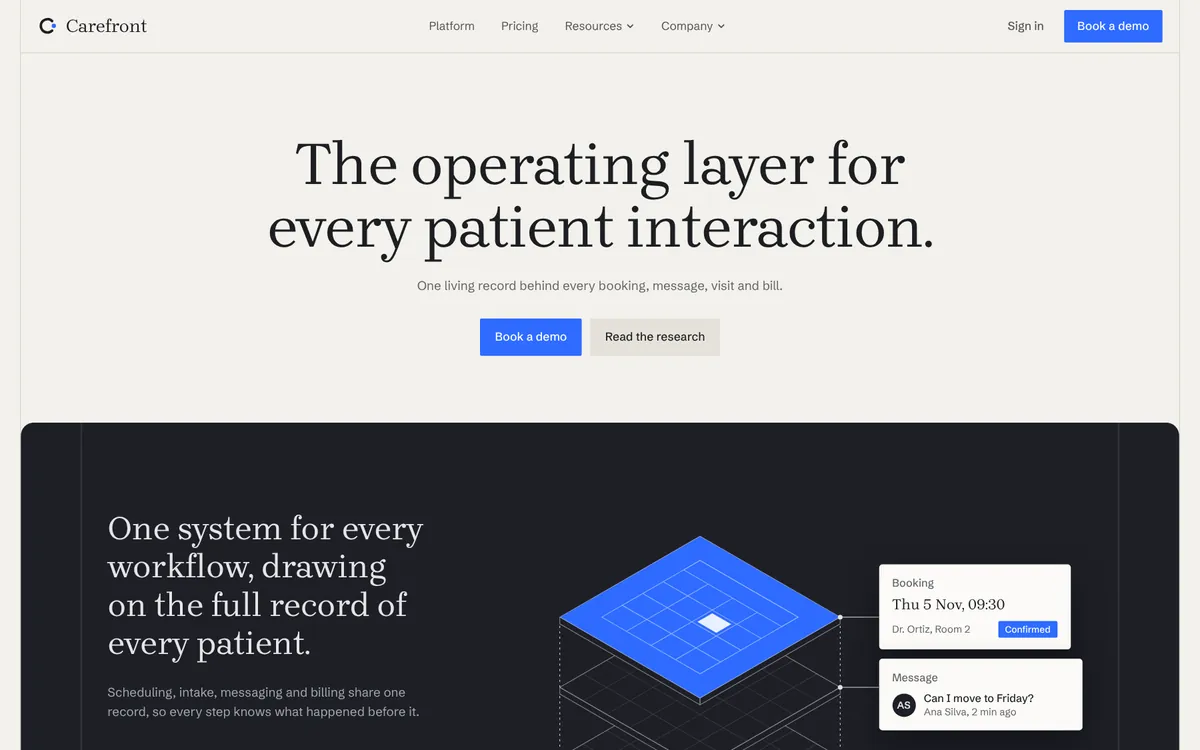 Carefront
Platform
Pricing
Resources
Company
Sign in
Book a demo
The operating layer for
every patient interaction.
One living record behind every booking, message, visit and bill.
Book a demo
Read the research
One system for every
workflow, drawing
on the full record of
every patient.
Scheduling, intake, messaging and billing share one
record, so every step knows what happened before it.
Booking
Thu 5 Nov, 09:30
Dr. Ortiz, Room 2
Confirmed
Message
AS
Can I move to Friday?
Ana Silva, 2 min ago